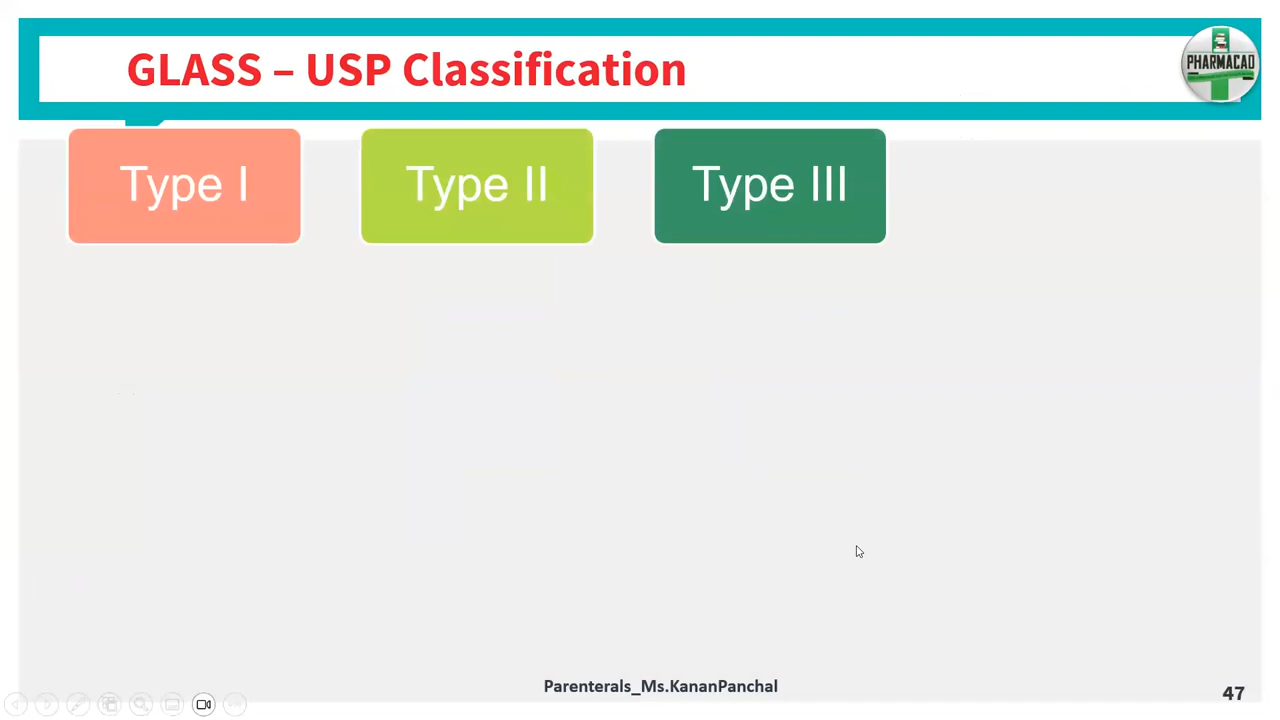 GLASS – USP Classification
PHARMACAD
Type I
Type II
Type III
Parenterals_Ms.KananPanchal
47